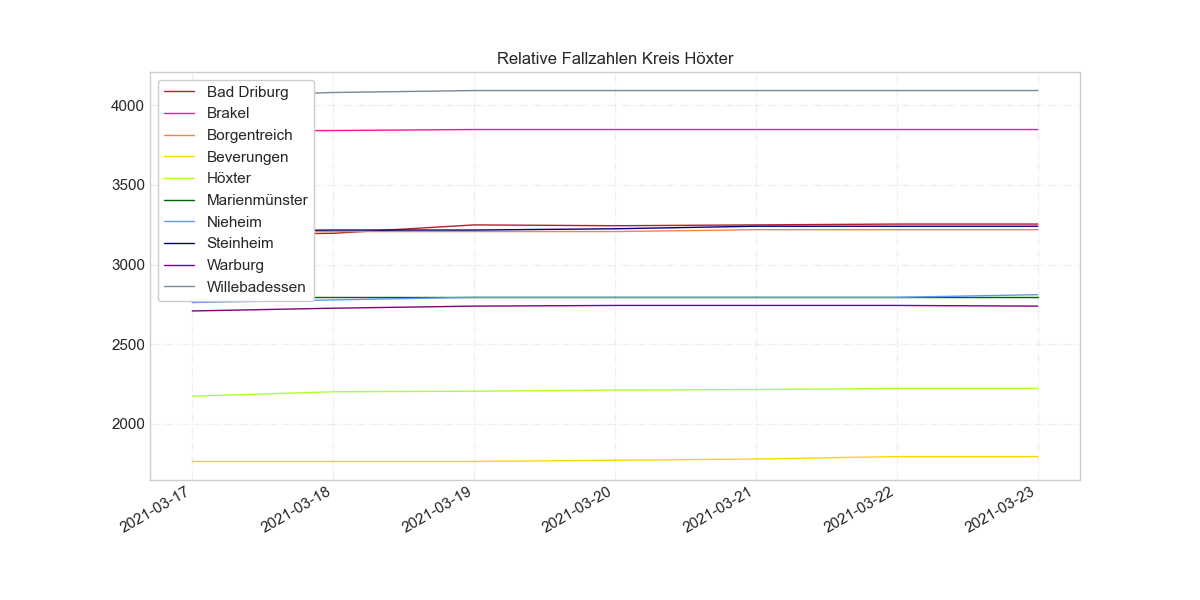 Relative Fallzahlen Kreis Höxter
Bad Driburg
Brakel
Borgentreich
Beverungen
Höxter
Marienmünster
Nieheim
Steinheim
Warburg
Willebadessen
4000
3500
3000
2500
2000
2021-03-17
2021-03-18
2021-03-19
2021-03-20
2021-03-21
2021-03-22
2021-03-23